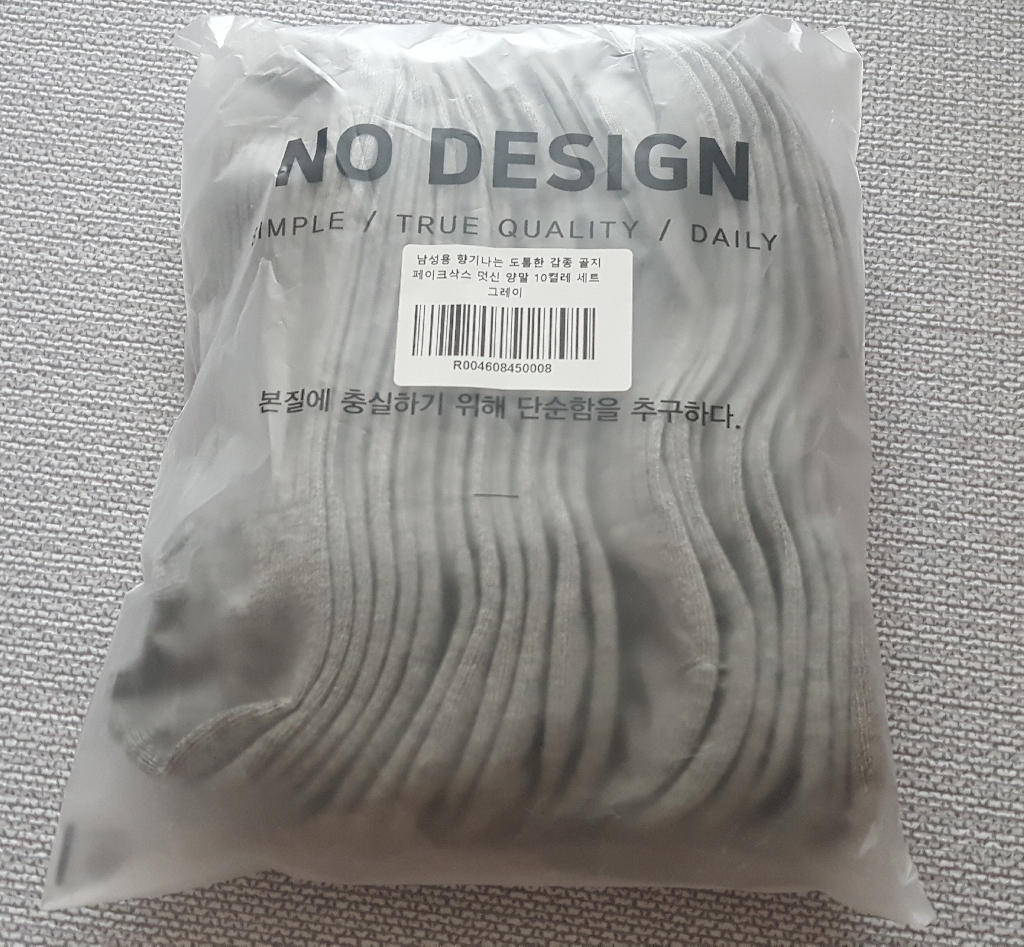 NO DESIGN
SIMPLE / TRUE QUALITY / DAILY
남성용 향기나는 도톰한 갑종 골지
페이크삭스 덧신 양말 10켤레 세트
그레이
R004608450008
본질에 충실하기 위해 단순함을 추구하다.